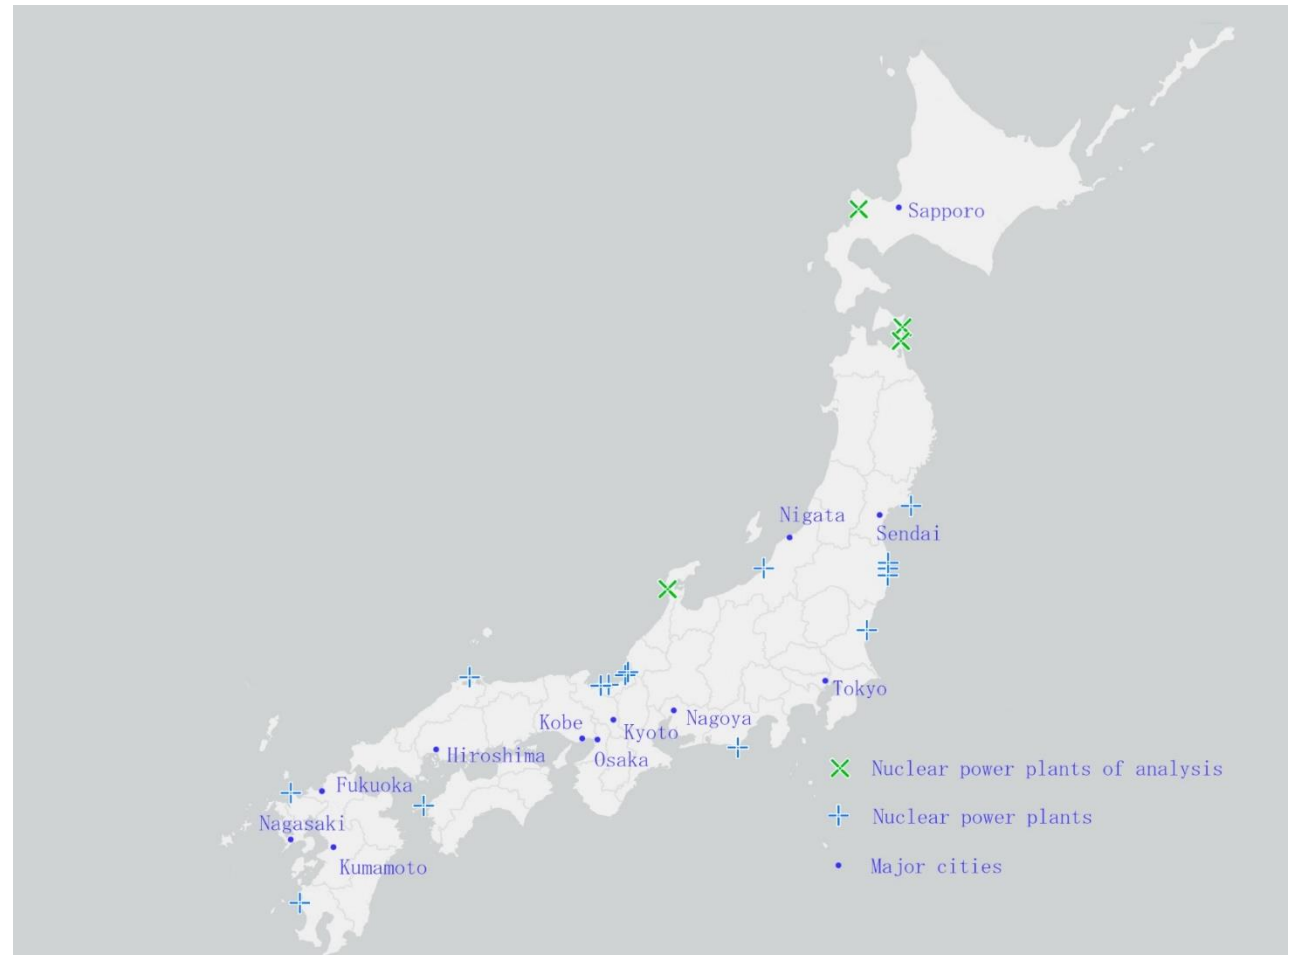 Sapporo
Nigata
Sendai
Tokyo
Nagoya
Kobe
Kyoto
Osaka
Hiroshima
Fukuoka
Nagasaki
Kumamoto
Nuclear power plants of analysis
Nuclear power plants
Major cities